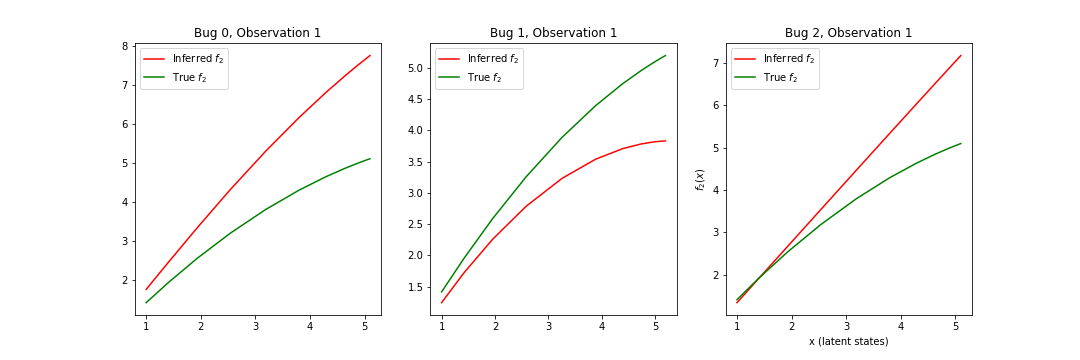 Bug 0, Observation 1
Inferred f₂
True f₂
8
7
6
5
4
3
2
1 2 3 4 5
Bug 1, Observation 1
Inferred f₂
True f₂
5.0
4.5
4.0
3.5
3.0
2.5
2.0
1.5
1 2 3 4 5
Bug 2, Observation 1
Inferred f₂
True f₂
f₂(x)
7
6
5
4
3
2
1 2 3 4 5
x (latent states)